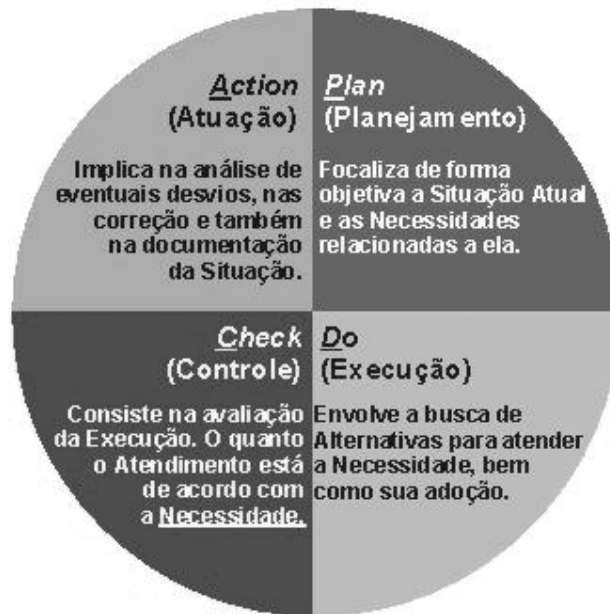 Action
(Atuação)
Implica na análise de
eventuais desvios, nas
correção e também
na documentação
da Situação.
Plan
(Planejamento)
Focaliza de forma
objetiva a Situação Atual
e as Necessidades
relacionadas a ela.
Check
(Controle)
Consiste na avaliação
da Execução. O quanto
o Atendimento está
de acordo com
a Necessidade.
Do
(Execução)
Envolve a busca de
Alternativas para atender
a Necessidade, bem
como sua adoção.